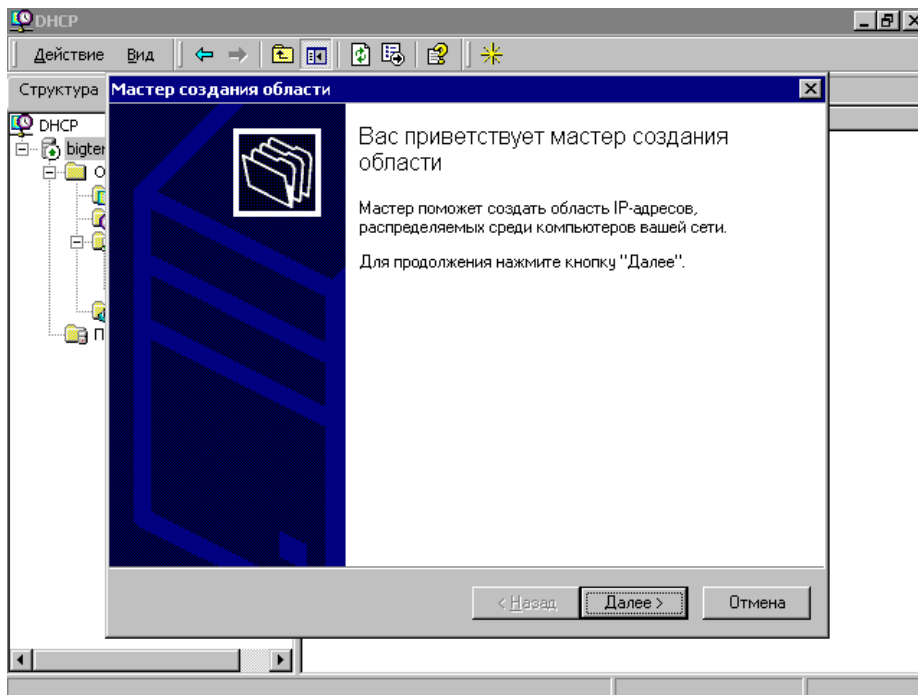 DHCP
Действие Вид
Структура
Мастер создания области
DHCP
Вас приветствует мастер создания
области
Мастер поможет создать область IP-адресов,
распределяемых среди компьютеров вашей сети.
Для продолжения нажмите кнопку "Далее".
< Назад Далее > Отмена